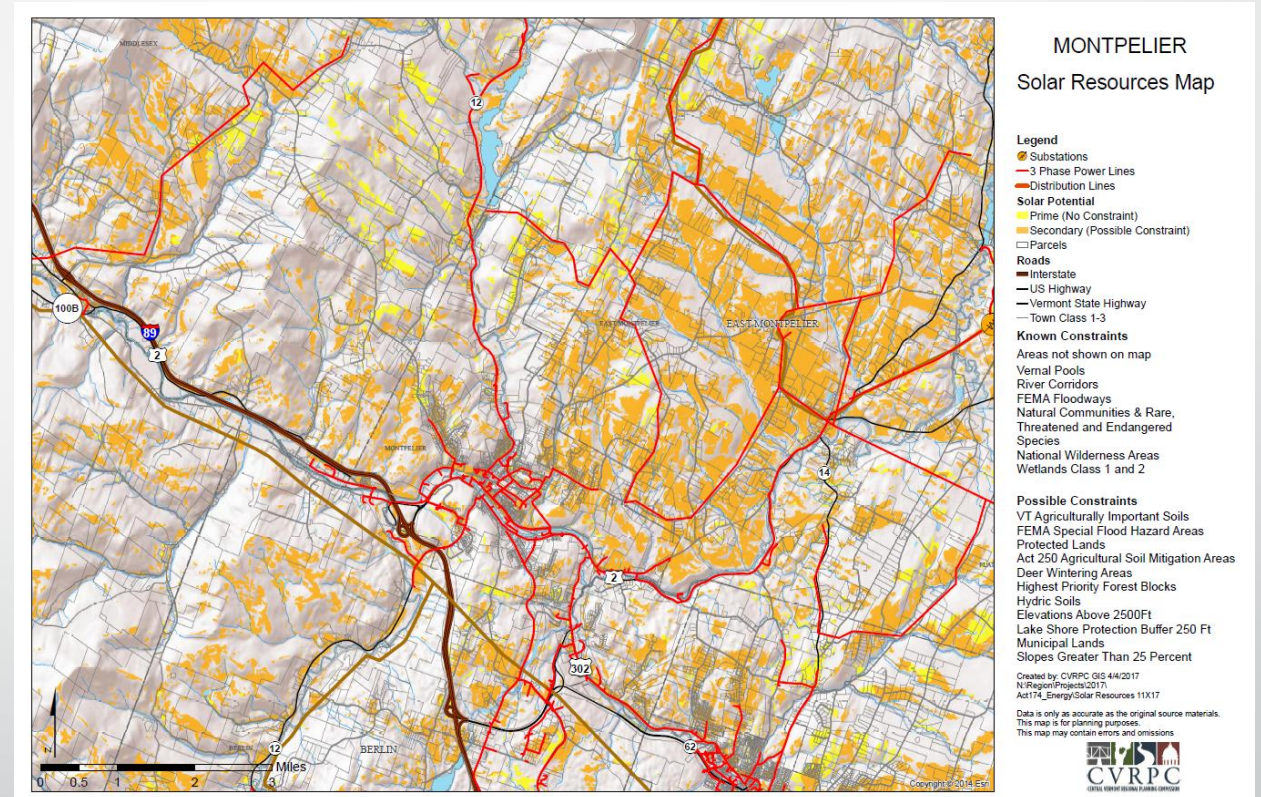 MIDDLESEX
12
100B
89
2
EAST MONTPELIER
EAST MONTPELIER
MONTPELIER
14
2
302
12
BERLIN
BERLIN
62
N
0 0.5 1 2 3
Miles
Copyright © 2014 Esri
MONTPELIER
Solar Resources Map
Legend
Substations
3 Phase Power Lines
Distribution Lines
Solar Potential
Prime (No Constraint)
Secondary (Possible Constraint)
Parcels
Roads
Interstate
US Highway
Vermont State Highway
Town Class 1-3
Known Constraints
Areas not shown on map
Vernal Pools
River Corridors
FEMA Floodways
Natural Communities & Rare,
Threatened and Endangered
Species
National Wilderness Areas
Wetlands Class 1 and 2
Possible Constraints
VT Agriculturally Important Soils
FEMA Special Flood Hazard Areas
Protected Lands
Act 250 Agricultural Soil Mitigation Areas
Deer Wintering Areas
Highest Priority Forest Blocks
Hydric Soils
Elevations Above 2500Ft
Lake Shore Protection Buffer 250 Ft
Municipal Lands
Slopes Greater Than 25 Percent
Created by: CVRPC GIS 4/4/2017
N:\Region\Projects\2017\
Act174_Energy\Solar Resources 11X17
Data is only as accurate as the original source materials.
This map is for planning purposes.
This map may contain errors and omissions
CVRPC
CENTRAL VERMONT REGIONAL PLANNING COMMISSION